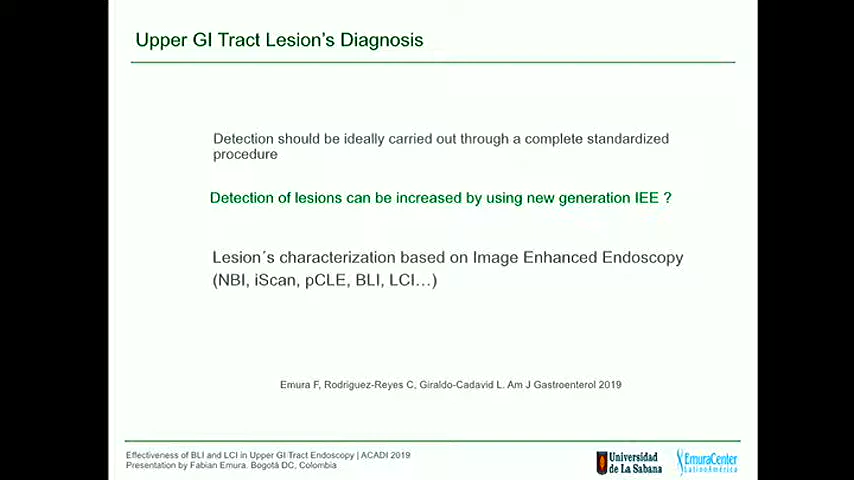 Upper GI Tract Lesion's Diagnosis
Detection should be ideally carried out through a complete standardized
procedure
Detection of lesions can be increased by using new generation IEE ?
Lesion´s characterization based on Image Enhanced Endoscopy
(NBI, iScan, pCLE, BLI, LCI…)
Emura F, Rodriguez-Reyes C, Giraldo-Cadavid L. Am J Gastroenterol 2019
Effectiveness of BLI and LCI in Upper GI Tract Endoscopy | ACADI 2019
Presentation by Fabian Emura. Bogotá DC, Colombia
Universidad
de La Sabana
EmuraCenter
LatinoAmérica